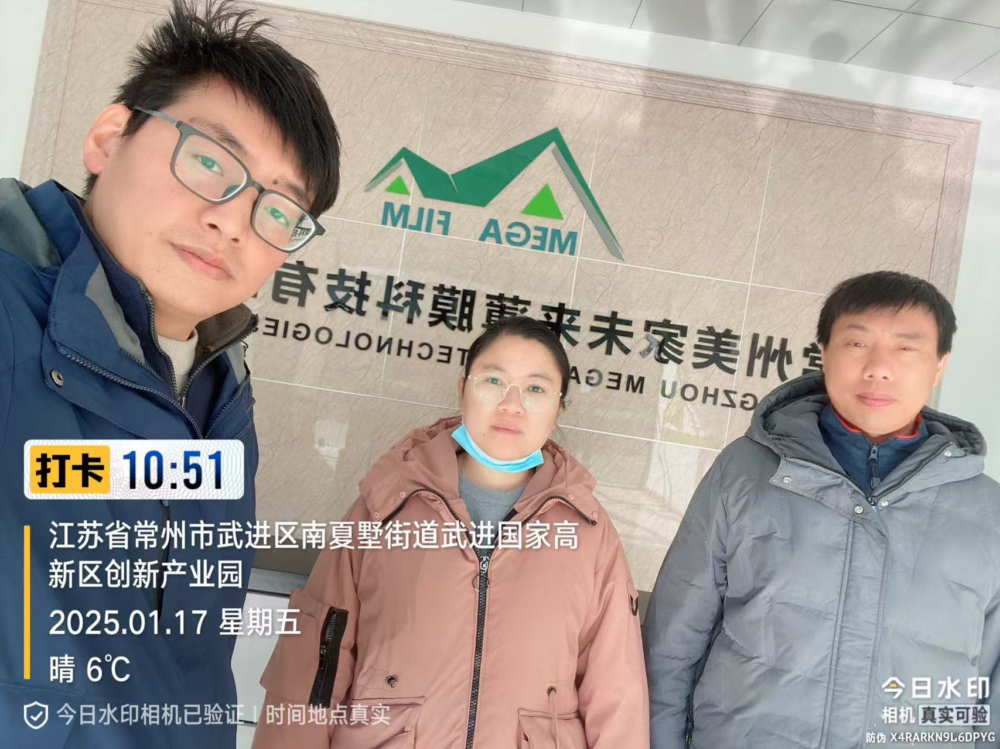 MEGA FILM
常州美家未来薄膜科技有
GZHOU MEGA TECHNOLOGIES
打卡 10:51
江苏省常州市武进区南夏墅街道武进国家高
新区创新产业园
2025.01.17 星期五
晴 6℃
今日水印相机已验证 | 时间地点真实
今日水印
相机 真实可验
防伪 X4RARKN9L6DPYG